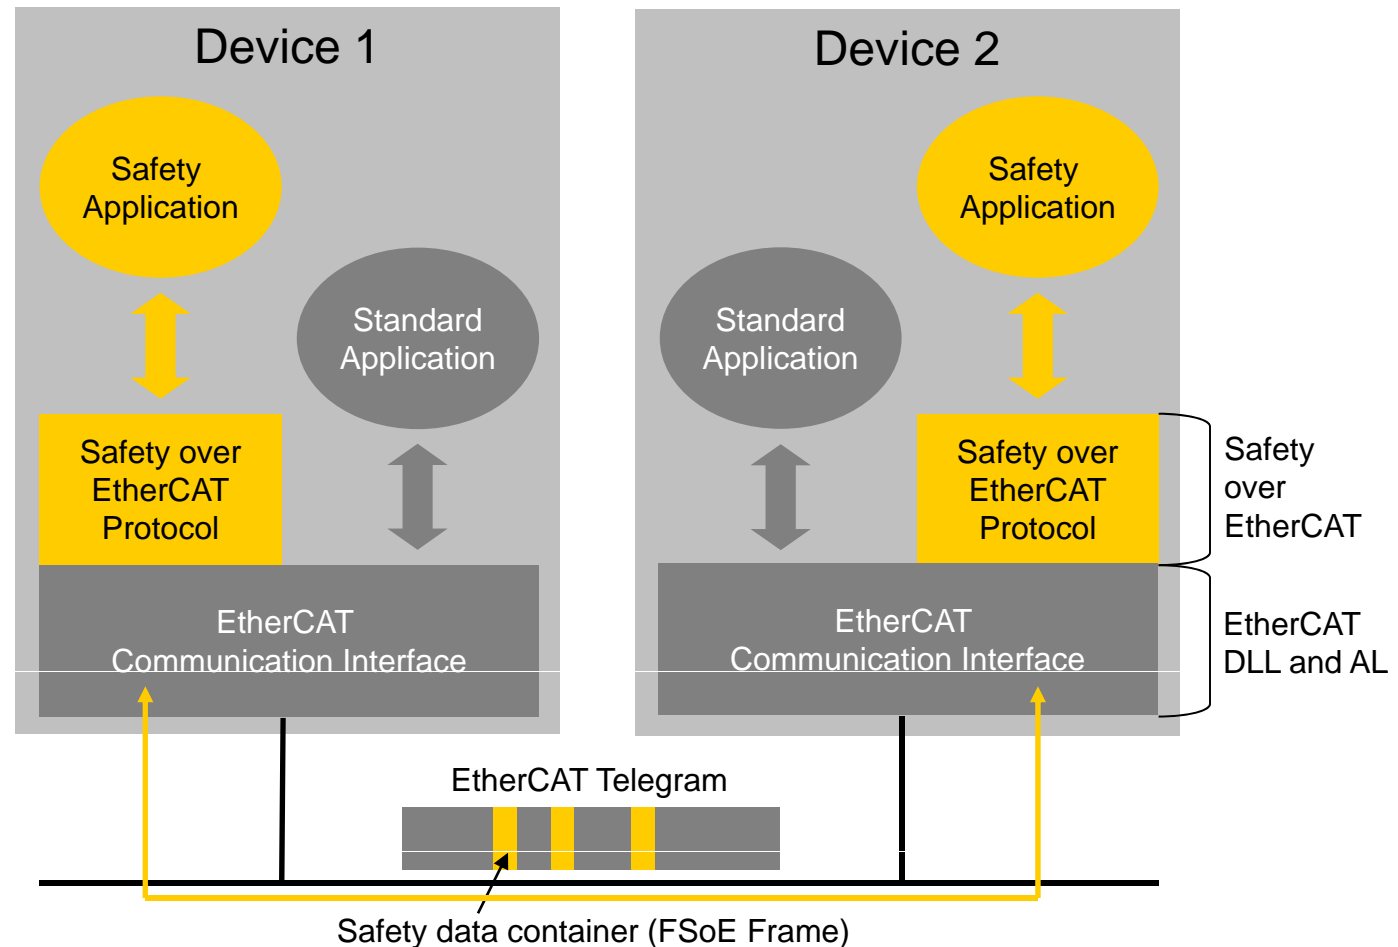 Device 1
Safety
Application
Standard
Application
Safety over
EtherCAT
Protocol
EtherCAT
Communication Interface
Device 2
Safety
Application
Standard
Application
Safety over
EtherCAT
Protocol
EtherCAT
Communication Interface
Safety
over
EtherCAT
EtherCAT
DLL and AL
EtherCAT Telegram
Safety data container (FSoE Frame)